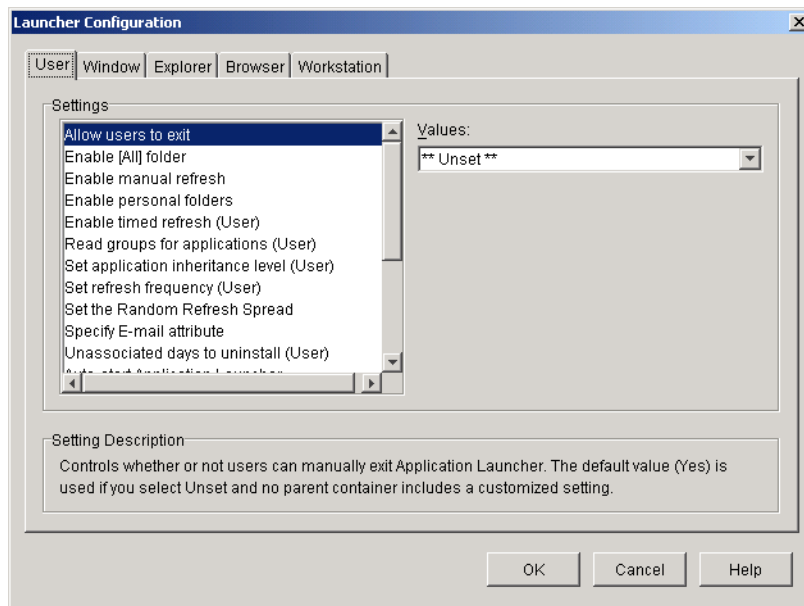 Launcher Configuration
User Window Explorer Browser Workstation
Settings
Allow users to exit
Enable [All] folder
Enable manual refresh
Enable personal folders
Enable timed refresh (User)
Read groups for applications (User)
Set application inheritance level (User)
Set refresh frequency (User)
Set the Random Refresh Spread
Specify E-mail attribute
Unassociated days to uninstall (User)
Values:
** Unset **
Setting Description
Controls whether or not users can manually exit Application Launcher. The default value (Yes) is
used if you select Unset and no parent container includes a customized setting.
OK Cancel Help